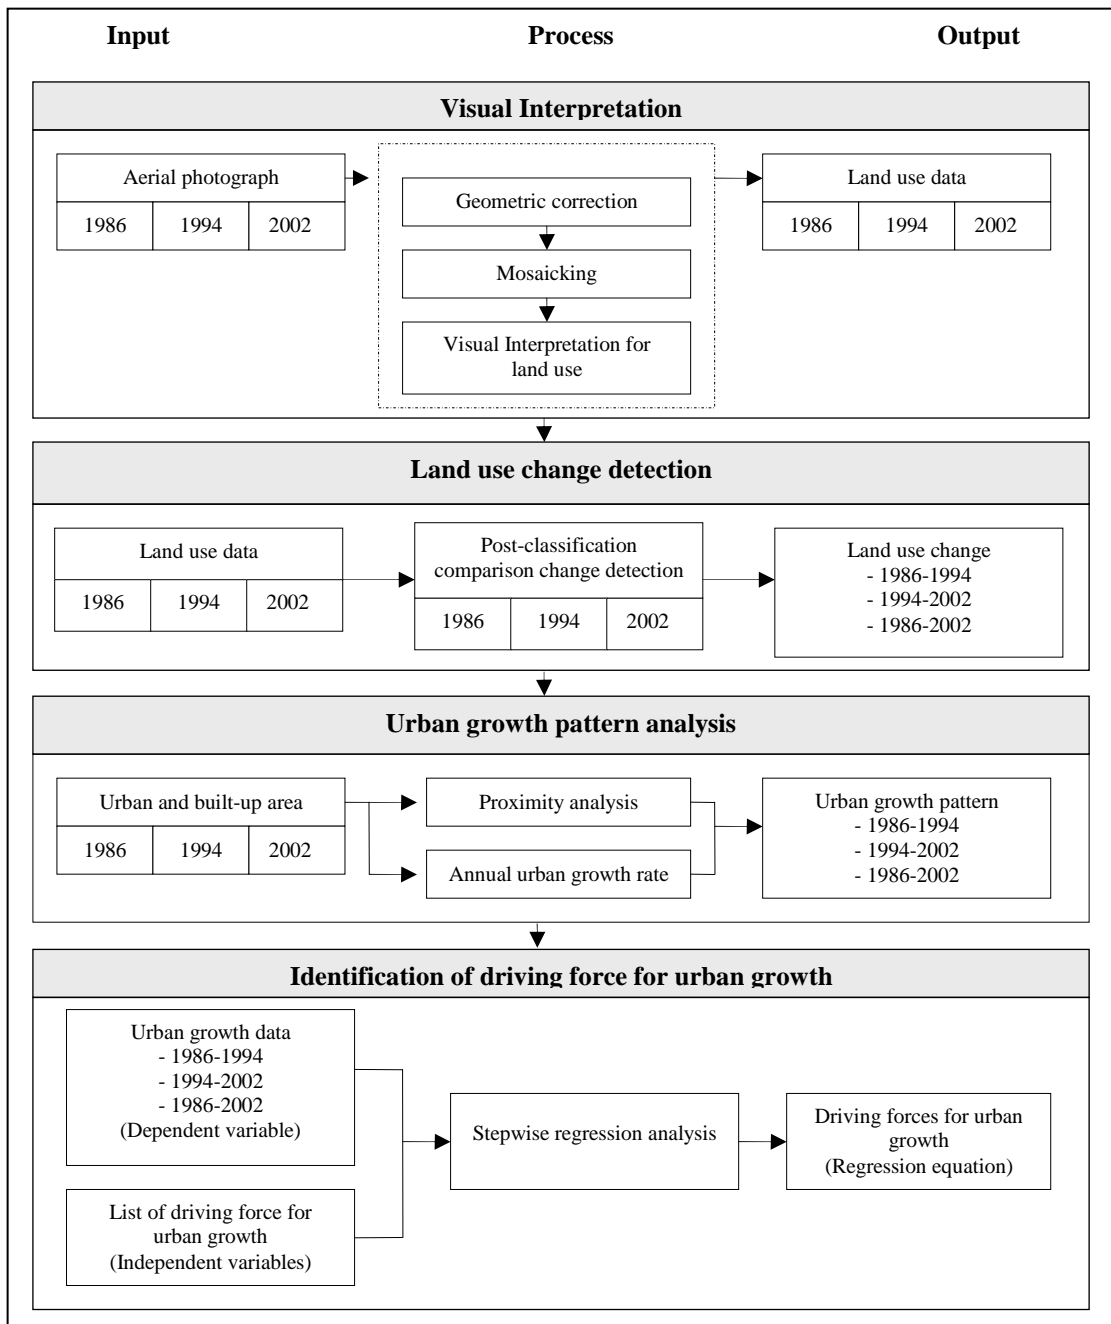 Input Process Output
Visual Interpretation
Aerial photograph
1986 1994 2002
Geometric correction
Mosaicking
Visual Interpretation for
land use
Land use data
1986 1994 2002
Land use change detection
Land use data
1986 1994 2002
Post-classification
comparison change detection
1986 1994 2002
Land use change
- 1986-1994
- 1994-2002
- 1986-2002
Urban growth pattern analysis
Urban and built-up area
1986 1994 2002
Proximity analysis
Annual urban growth rate
Urban growth pattern
- 1986-1994
- 1994-2002
- 1986-2002
Identification of driving force for urban growth
Urban growth data
- 1986-1994
- 1994-2002
- 1986-2002
(Dependent variable)
List of driving force for
urban growth
(Independent variables)
Stepwise regression analysis
Driving forces for urban
growth
(Regression equation)